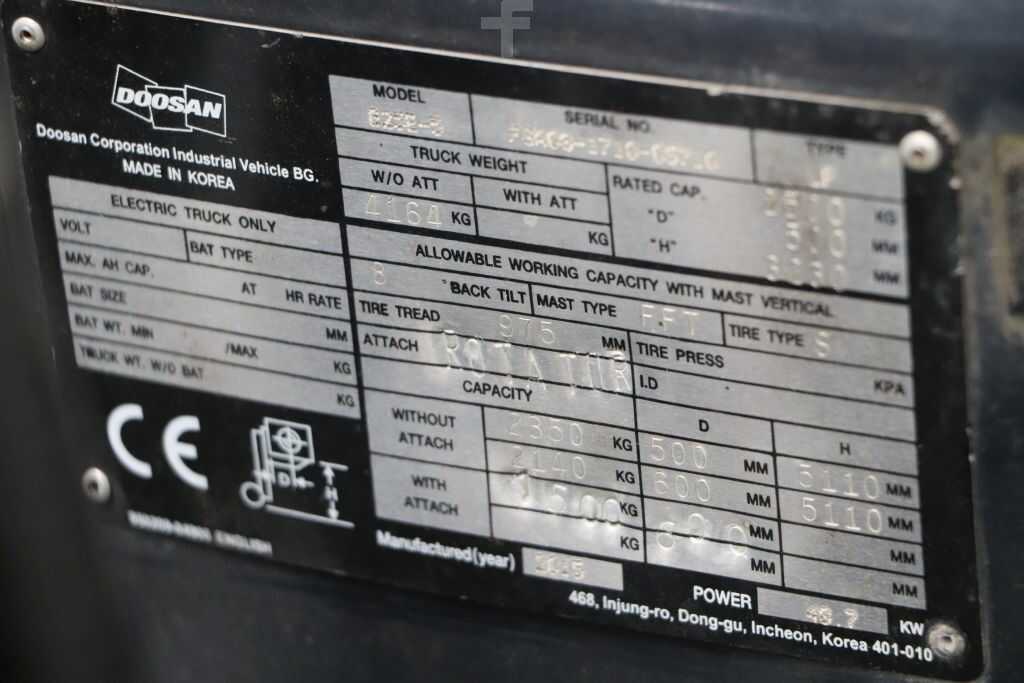 DOOSAN
Doosan Corporation Industrial Vehicle BG.
MADE IN KOREA
MODEL
SERIAL NO.
TYPE
TRUCK WEIGHT
W/O ATT
WITH ATT
4164 KG
KG
RATED CAP. KG
"D" MM
"H" MM
ELECTRIC TRUCK ONLY
VOLT BAT TYPE
MAX. AH CAP. AT HR RATE
BAT SIZE MM
BAT WT. MIN /MAX KG
TRUCK WT. W/O BAT KG
ALLOWABLE WORKING CAPACITY WITH MAST VERTICAL
8 °BACK TILT MAST TYPE FFT TIRE TYPE S
TIRE TREAD 975 MM TIRE PRESS KPA
ATTACH ROTATOR I.D
CAPACITY D H
WITHOUT ATTACH
2350 KG 500 MM 5110 MM
2140 KG 600 MM 5110 MM
WITH ATTACH
1500 KG MM MM
KG MM MM
CE
D
H
ENGLISH
Manufactured(year)
POWER KW
468, Injung-ro, Dong-gu, Incheon, Korea 401-010